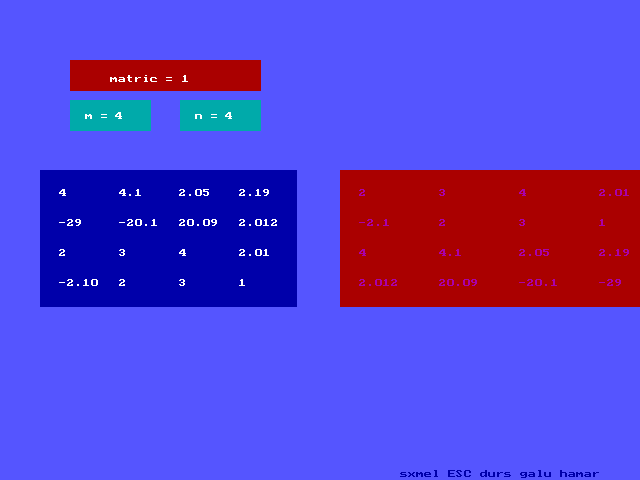 matric = 1
m = 4 n = 4
4 4.1 2.05 2.19
-29 -20.1 20.09 2.012
2 3 4 2.01
-2.10 2 3 1
2 3 4 2.01
-2.1 2 3 1
4 4.1 2.05 2.19
2.012 20.09 -20.1 -29
sxmel ESC durs galu hamar